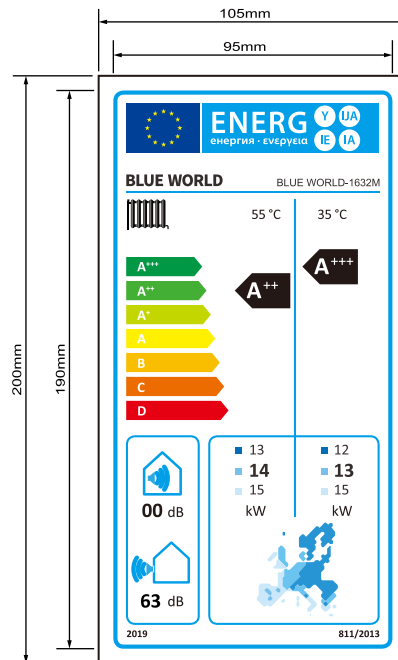 105mm
95mm
200mm
190mm
ENERG Y IJA
IE IA
енергия · ενεργεια
BLUE WORLD BLUE WORLD-1632M
55 °C 35 °C
A+++
A++
A+
A
B
C
D
A++
A+++
13 12
14 13
15 15
kW kW
00 dB
63 dB
2019 811/2013